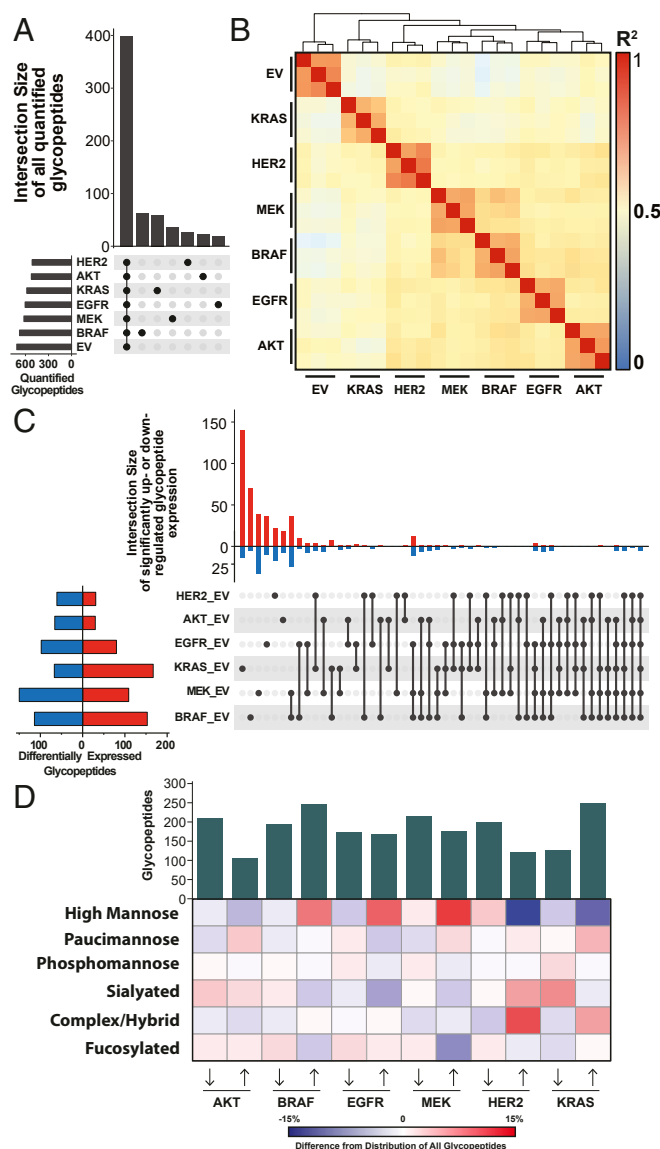 A
Intersection Size
of all quantified
glycopeptides
400
300
200
100
0
HER2
AKT
KRAS
EGFR
MEK
BRAF
EV
600
300
0
Quantified
Glycopeptides
B
R²
1
0.5
0
EV
KRAS
HER2
MEK
BRAF
EGFR
AKT
EV KRAS HER2 MEK BRAF EGFR AKT
C
Intersection Size
of significantly up- or down-
regulated glycopeptide
expression
150
100
50
0
25
HER2_EV
AKT_EV
EGFR_EV
KRAS_EV
MEK_EV
BRAF_EV
100 0 100 200
Differentially Expressed
Glycopeptides
D
Glycopeptides
300
250
200
150
100
50
0
High Mannose
Paucimannose
Phosphomannose
Sialyated
Complex/Hybrid
Fucosylated
↓ ↑ ↓ ↑ ↓ ↑ ↓ ↑ ↓ ↑ ↓ ↑
AKT BRAF EGFR MEK HER2 KRAS
-15% 0 15%
Difference from Distribution of All Glycopeptides